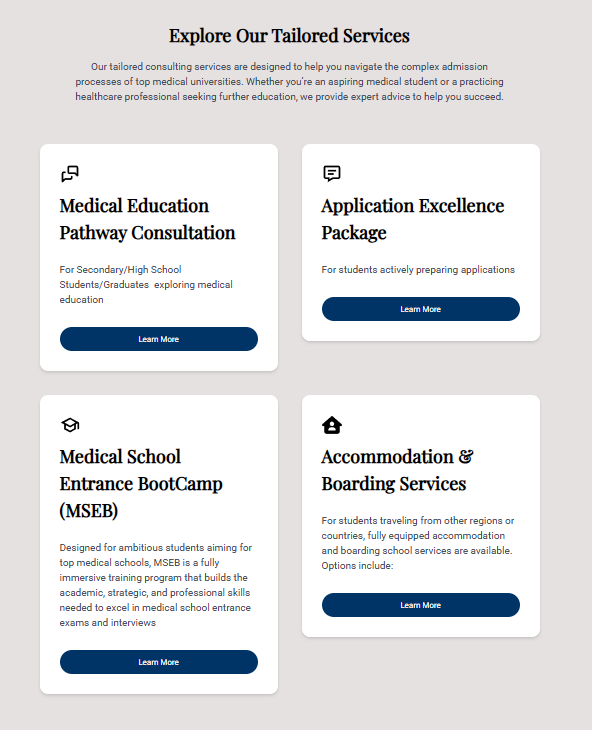 Explore Our Tailored Services
Our tailored consulting services are designed to help you navigate the complex admission
processes of top medical universities. Whether you're an aspiring medical student or a practicing
healthcare professional seeking further education, we provide expert advice to help you succeed.
Medical Education
Pathway Consultation
For Secondary/High School
Students/Graduates  exploring medical
education
Learn More
Application Excellence
Package
For students actively preparing applications
Learn More
Medical School
Entrance BootCamp
(MSEB)
Designed for ambitious students aiming for
top medical schools, MSEB is a fully
immersive training program that builds the
academic, strategic, and professional skills
needed to excel in medical school entrance
exams and interviews
Learn More
Accommodation &
Boarding Services
For students traveling from other regions or
countries, fully equipped accommodation
and boarding school services are available.
Options include:
Learn More